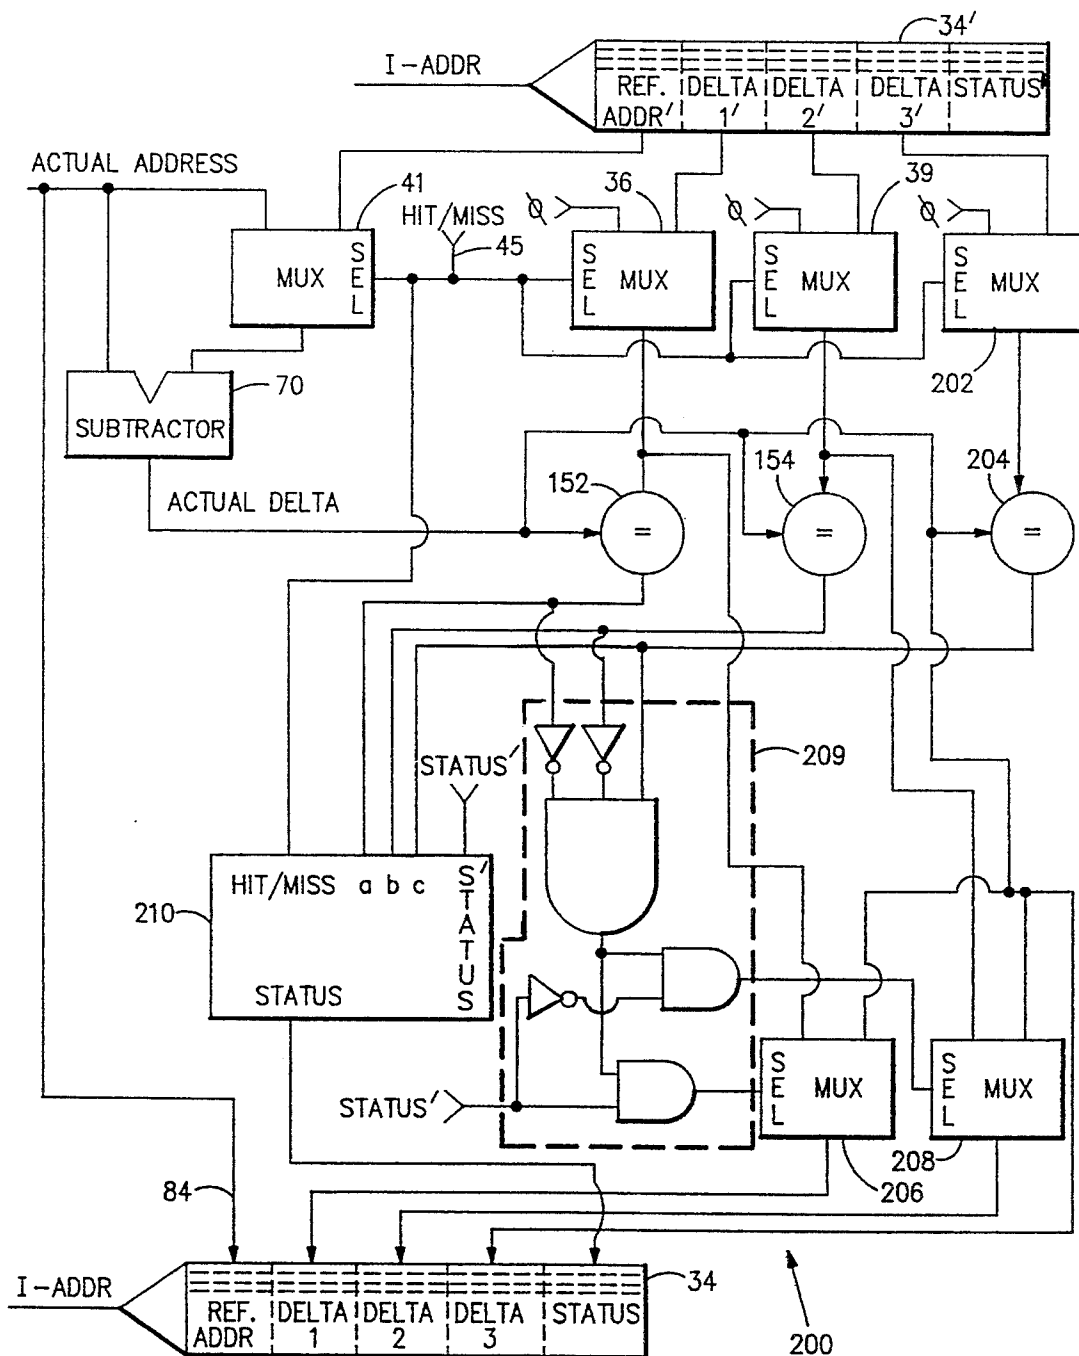 34'
I-ADDR
REF. ADDR'
DELTA 1'
DELTA 2'
DELTA 3'
STATUS'
ACTUAL ADDRESS
41
HIT/MISS
45
Ø
36
Ø
39
Ø
MUX SEL
SEL MUX
SEL MUX
SEL MUX
202
70
SUBTRACTOR
ACTUAL DELTA
152
=
154
=
204
=
STATUS'
209
HIT/MISS a b c S'TATUS
210
STATUS
STATUS'
SEL MUX
206
SEL MUX
208
84
I-ADDR
REF. ADDR
DELTA 1
DELTA 2
DELTA 3
STATUS
34
200